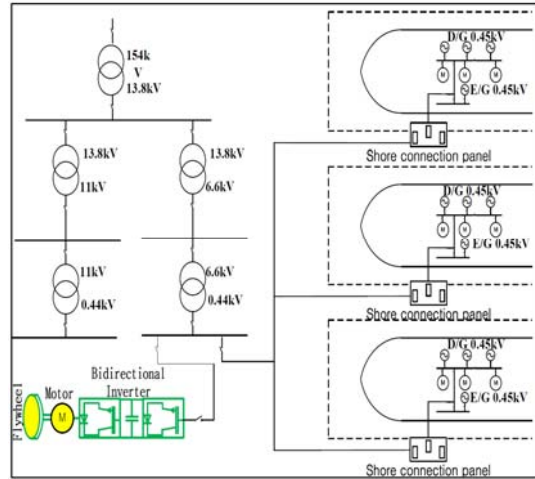 154k
V
13.8kV
13.8kV
11kV
13.8kV
6.6kV
11kV
0.44kV
6.6kV
0.44kV
Bidirectional
Inverter
Motor
M
Flywheel
D/G 0.45kV
M
M
M
E/G 0.45kV
Shore connection panel
D/G 0.45kV
M
M
M
E/G 0.45kV
Shore connection panel
D/G 0.45kV
M
M
M
E/G 0.45kV
Shore connection panel